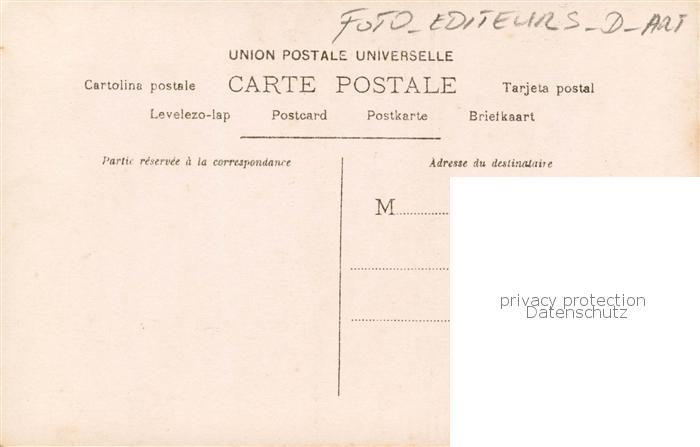 FOTO_EDITEURS_D_ART
UNION POSTALE UNIVERSELLE
Cartolina postale CARTE POSTALE Tarjeta postal
Levelezo-lap Postcard Postkarte Briefkaart
Partie réservée à la correspondance
Adresse du destinataire
M
privacy protection
Datenschutz